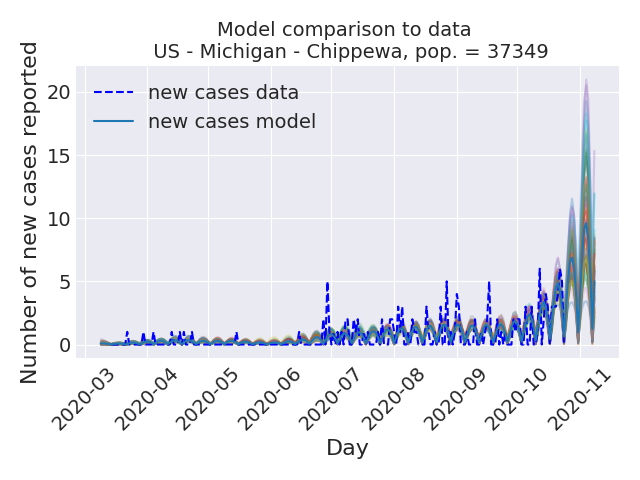 Model comparison to data
US - Michigan - Chippewa, pop. = 37349
Number of new cases reported
20
15
10
5
0
new cases data
new cases model
2020-03
2020-04
2020-05
2020-06
2020-07
2020-08
2020-09
2020-10
2020-11
Day